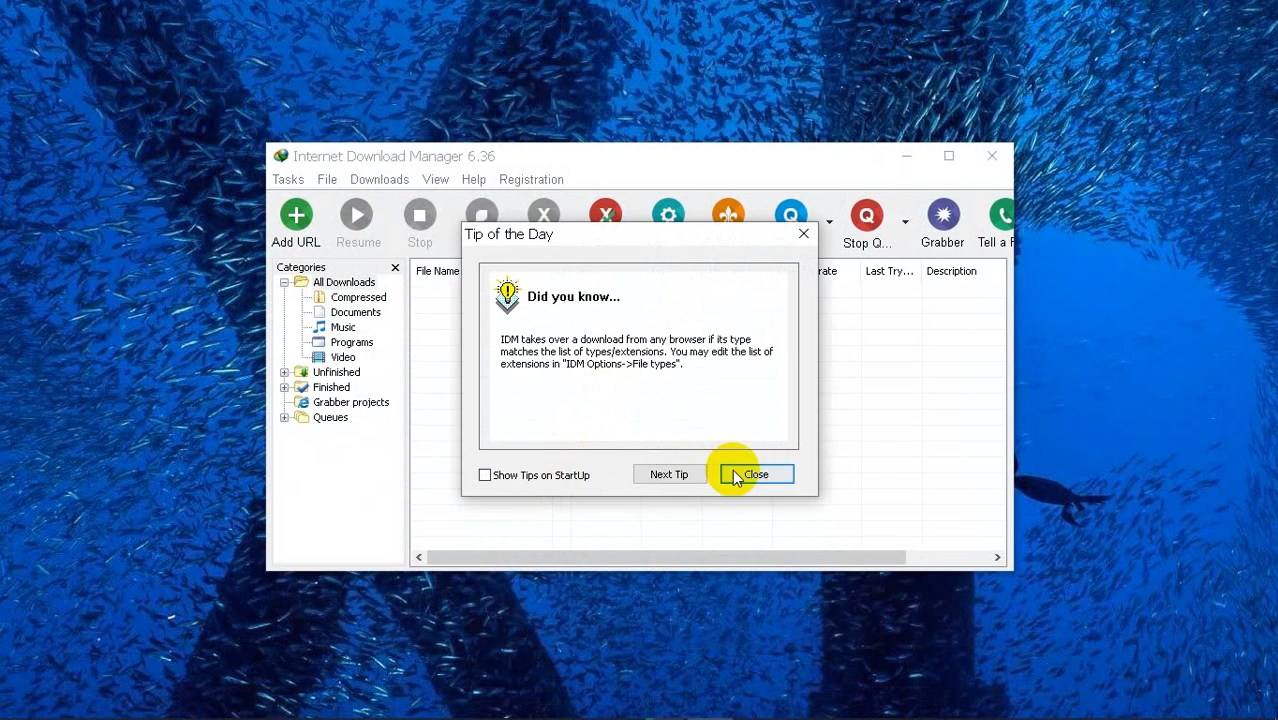 Internet Download Manager 6.36
Tasks File Downloads View Help Registration
Add URL Resume Stop Stop Q... Grabber Tell a F
Tip of the Day
Categories
All Downloads
Compressed
Documents
Music
Programs
Video
Unfinished
Finished
Grabber projects
Queues
File Name rate Last Try... Description
Did you know...
IDM takes over a download from any browser if its type
matches the list of types/extensions. You may edit the list of
extensions in "IDM Options->File types".
Show Tips on StartUp Next Tip Close